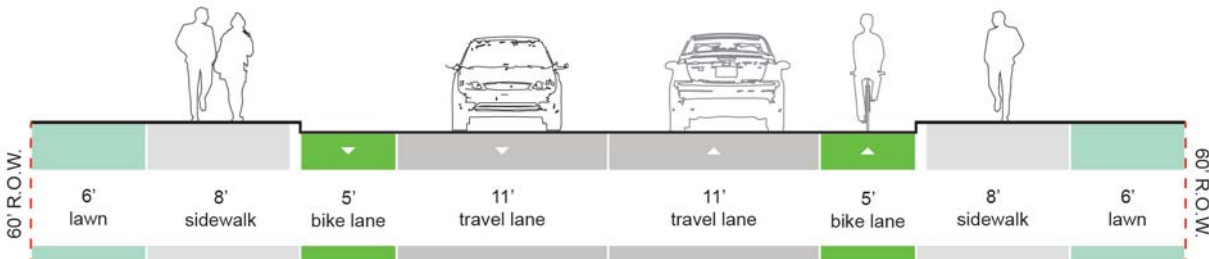 60’ R.O.W.
6’
lawn
8’
sidewalk
5’
bike lane
11’
travel lane
11’
travel lane
5’
bike lane
8’
sidewalk
6’
lawn
60’ R.O.W.